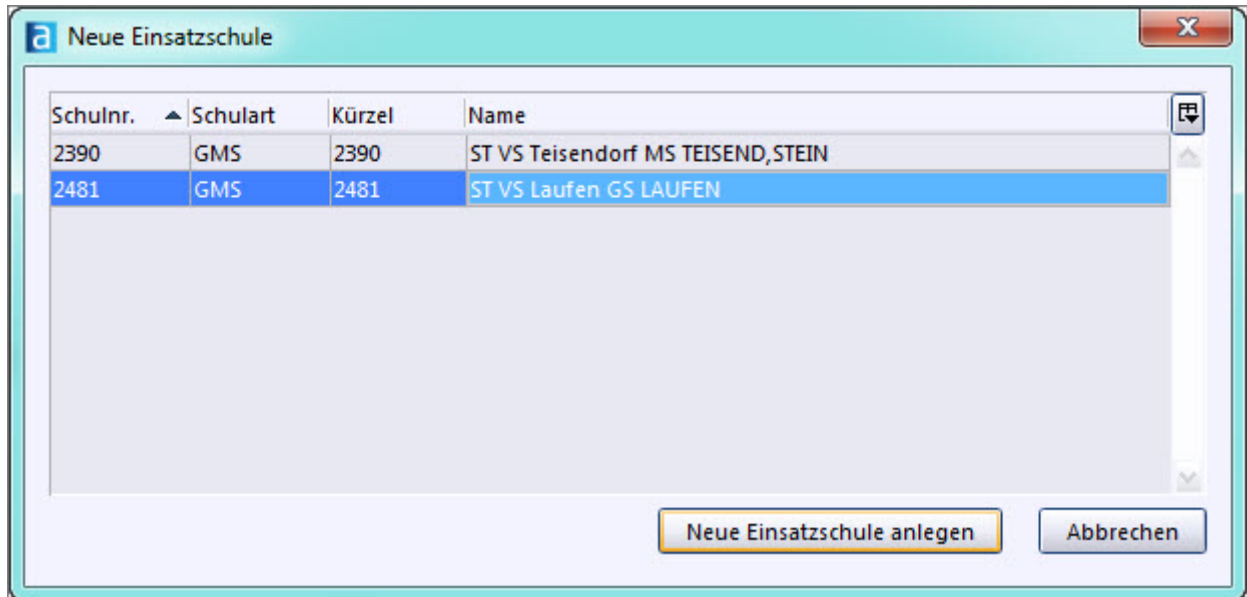 Neue Einsatzschule
Schulnr. Schulart Kürzel Name
2390 GMS 2390 ST VS Teisendorf MS TEISEND,STEIN
2481 GMS 2481 ST VS Laufen GS LAUFEN
Neue Einsatzschule anlegen Abbrechen